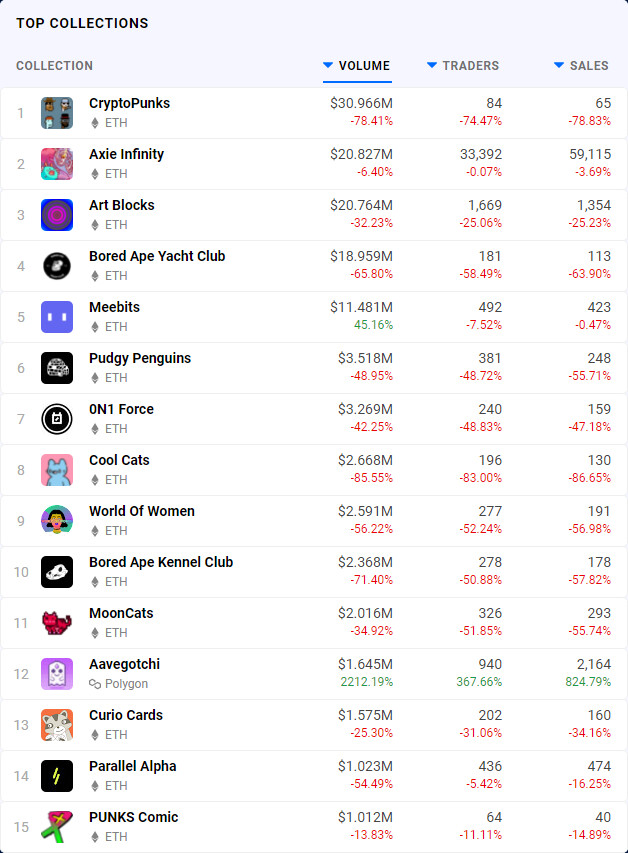 TOP COLLECTIONS
COLLECTION VOLUME TRADERS SALES
1 CryptoPunks $30.966M 84 65
ETH -78.41% -74.47% -78.83%
2 Axie Infinity $20.827M 33,392 59,115
ETH -6.40% -0.07% -3.69%
3 Art Blocks $20.764M 1,669 1,354
ETH -32.23% -25.06% -25.23%
4 Bored Ape Yacht Club $18.959M 181 113
ETH -65.80% -58.49% -63.90%
5 Meebits $11.481M 492 423
ETH 45.16% -7.52% -0.47%
6 Pudgy Penguins $3.518M 381 248
ETH -48.95% -48.72% -55.71%
7 0N1 Force $3.269M 240 159
ETH -42.25% -48.83% -47.18%
8 Cool Cats $2.668M 196 130
ETH -85.55% -83.00% -86.65%
9 World Of Women $2.591M 277 191
ETH -56.22% -52.24% -56.98%
10 Bored Ape Kennel Club $2.368M 278 178
ETH -71.40% -50.88% -57.82%
11 MoonCats $2.016M 326 293
ETH -34.92% -51.85% -55.74%
12 Aavegotchi $1.645M 940 2,164
Polygon 2212.19% 367.66% 824.79%
13 Curio Cards $1.575M 202 160
ETH -25.30% -31.06% -34.16%
14 Parallel Alpha $1.023M 436 474
ETH -54.49% -5.42% -16.25%
15 PUNKS Comic $1.012M 64 40
ETH -13.83% -11.11% -14.89%